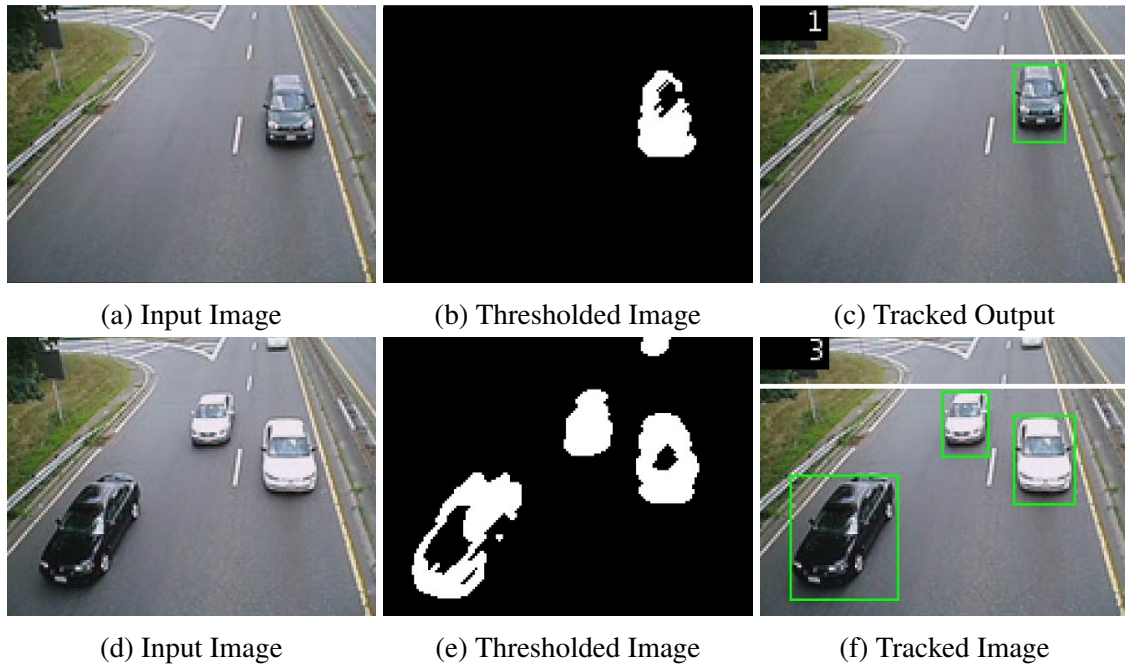 1
(a) Input Image
(b) Thresholded Image
(c) Tracked Output
3
(d) Input Image
(e) Thresholded Image
(f) Tracked Image